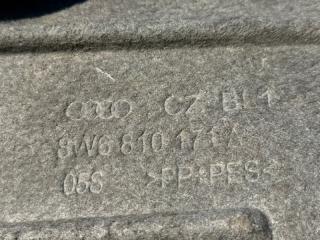 CZ BL1
8W6 810 171 A
05S >PP+PES<